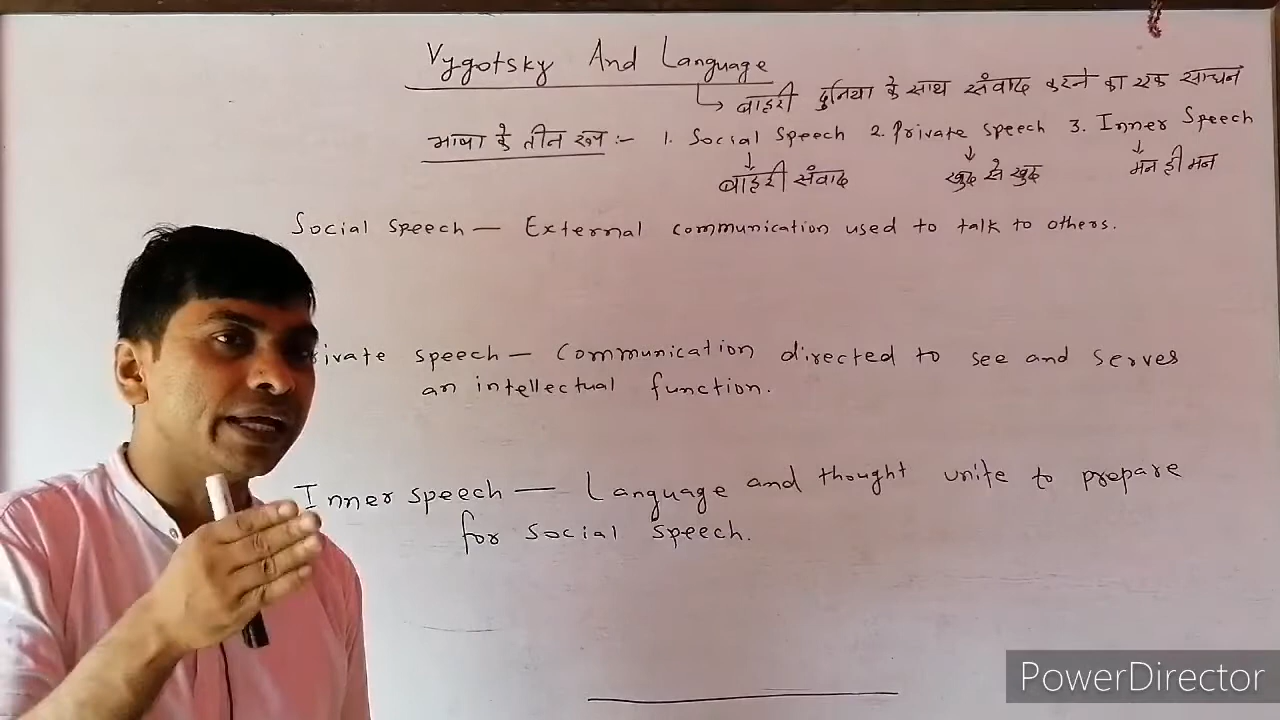 Vygotsky And Language
बाहरी दुनिया के साथ संवाद करने का एक साधन
भाषा के तीन रूप :- 1. Social Speech 2. Private speech 3. Inner Speech
बाहरी संवाद खुद से खुद मन ही मन
Social speech — External communication used to talk to others.
ivate speech — Communication directed to see and serves
an intellectual function.
Inner speech — Language and thought unite to prepare
for social speech.
PowerDirector